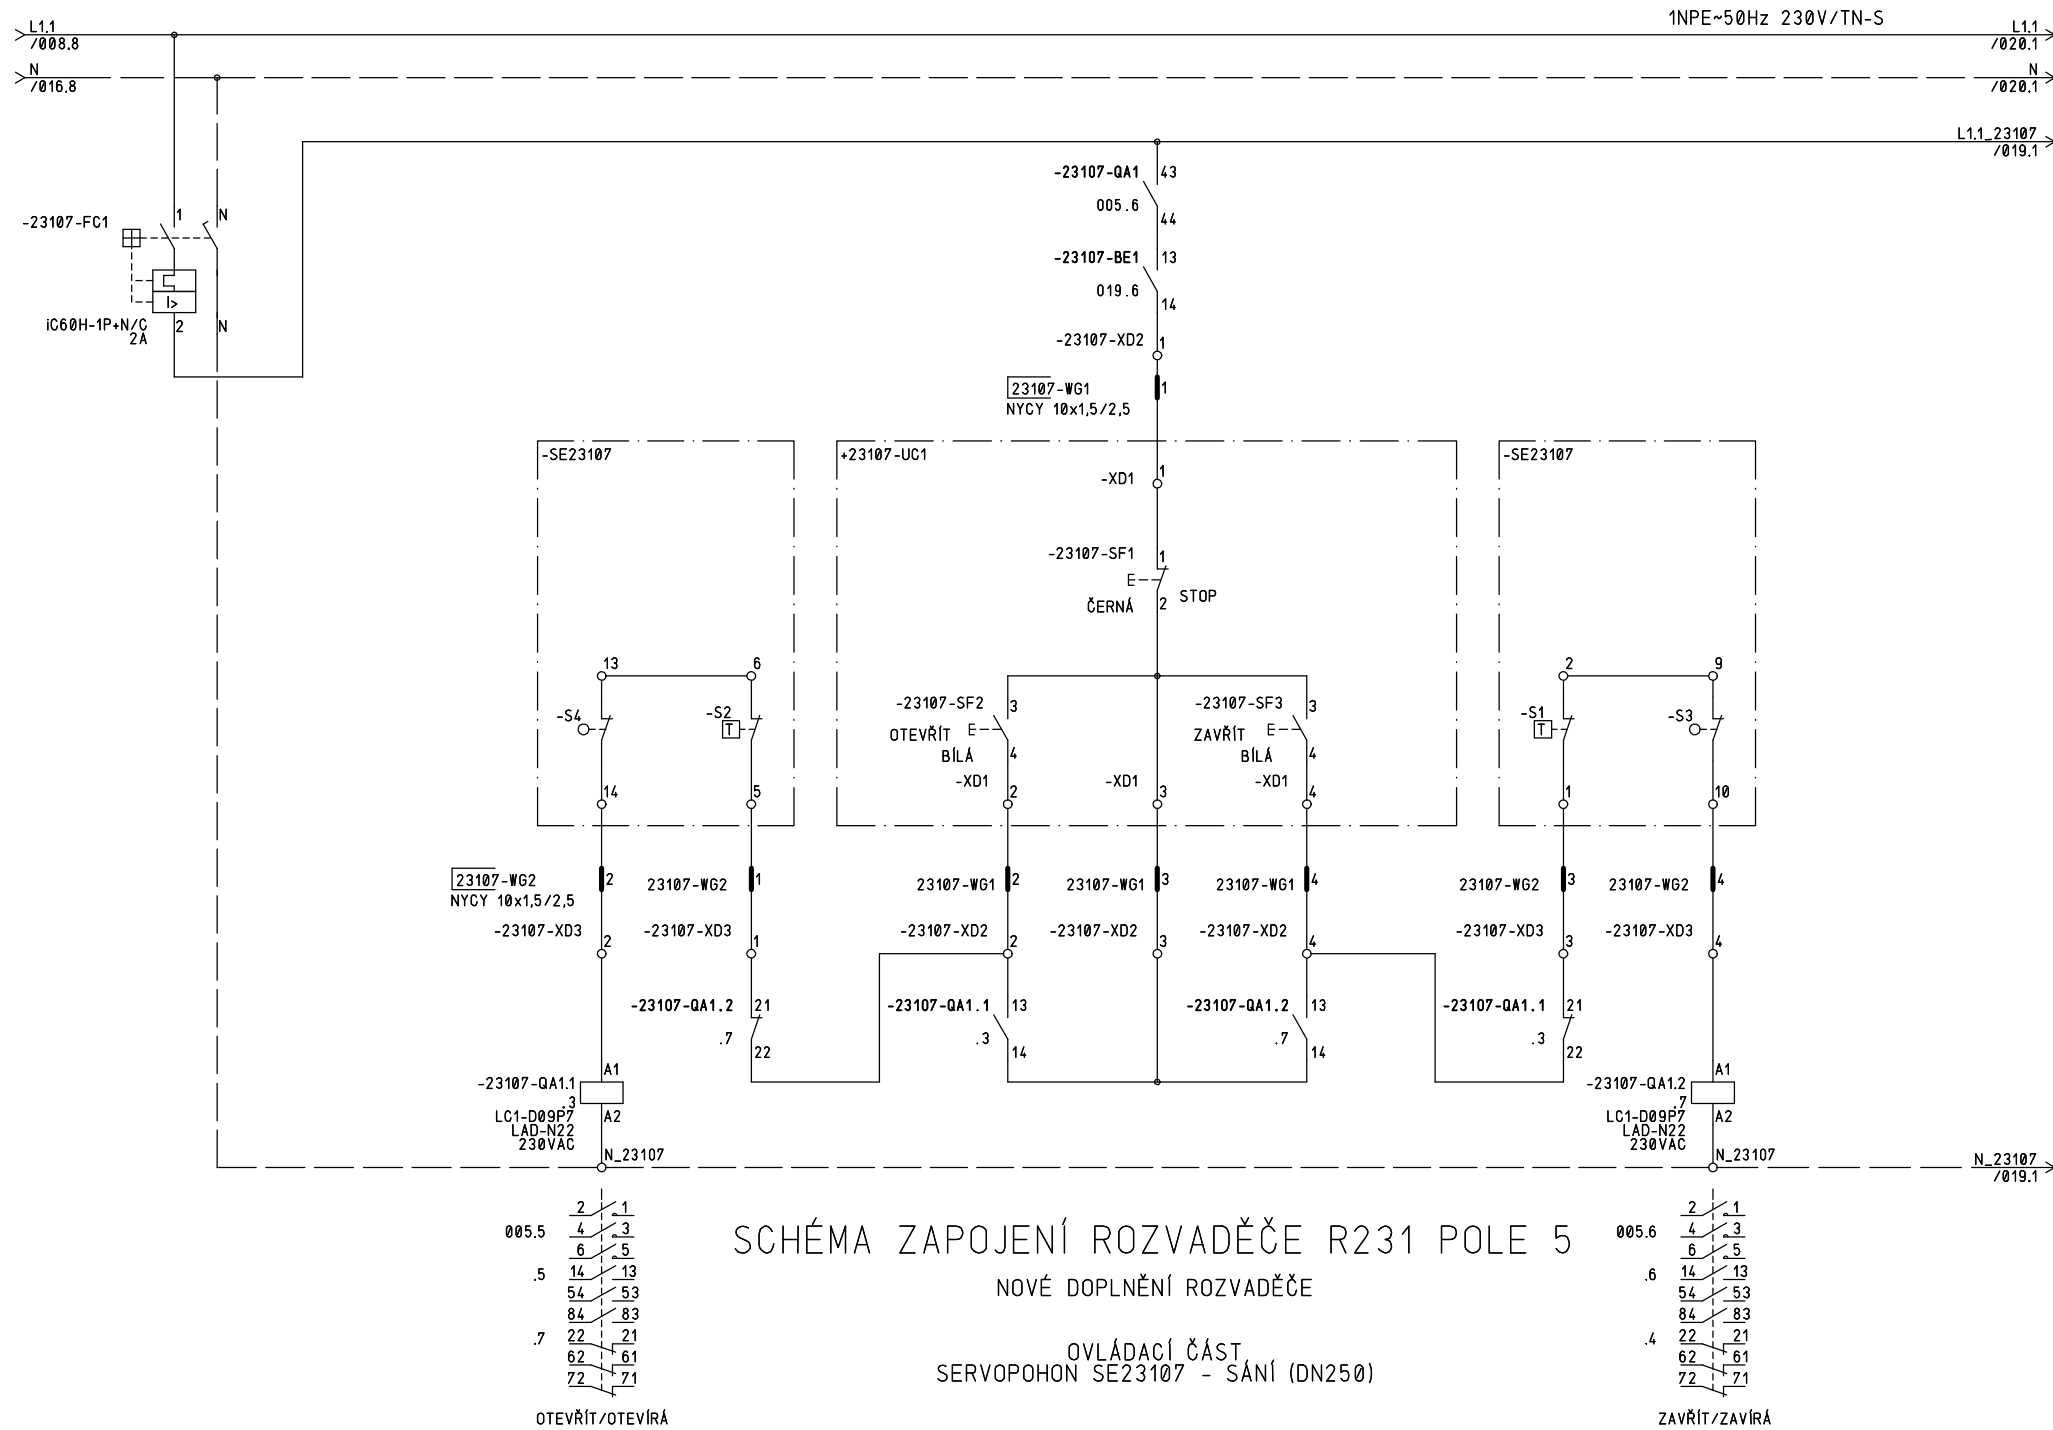 1NPE~50Hz 230V/TN-S
L1.1
/008.8
L1.1
/020.1
N
/016.8
N
/020.1
L1.1_23107
/019.1
-23107-QA1
43
005.6
44
-23107-FC1
1
N
-23107-BE1
13
019.6
14
I>
iC60H-1P+N/C
2A
2
N
-23107-XD2
1
23107-WG1
1
NYCY 10x1,5/2,5
-SE23107
+23107-UC1
-SE23107
-XD1
1
-23107-SF1
1
E
ČERNÁ
2
STOP
13
6
2
9
-S4
-S2
T
-23107-SF2
3
OTEVŘÍT
E
BÍLÁ
4
-23107-SF3
3
ZAVŘÍT
E
BÍLÁ
4
-S1
T
-S3
14
5
-XD1
2
-XD1
3
-XD1
4
1
10
23107-WG2
2
NYCY 10x1,5/2,5
23107-WG2
1
23107-WG1
2
23107-WG1
3
23107-WG1
4
23107-WG2
3
23107-WG2
4
-23107-XD3
2
-23107-XD3
1
-23107-XD2
2
-23107-XD2
3
-23107-XD2
4
-23107-XD3
3
-23107-XD3
4
-23107-QA1.2
21
.7
22
-23107-QA1.1
13
.3
14
-23107-QA1.2
13
.7
14
-23107-QA1.1
21
.3
22
A1
-23107-QA1.1
.3
LC1-D09P7
A2
LAD-N22
230VAC
N_23107
A1
-23107-QA1.2
.7
LC1-D09P7
A2
LAD-N22
230VAC
N_23107
N_23107
/019.1
2 1
005.5 4 3
6 5
.5 14 13
54 53
84 83
.7 22 21
62 61
72 71
OTEVŘÍT/OTEVÍRÁ
SCHÉMA ZAPOJENÍ ROZVADĚČE R231 POLE 5
NOVÉ DOPLNĚNÍ ROZVADĚČE
OVLÁDACÍ ČÁST
SERVOPOHON SE23107 - SÁNÍ (DN250)
2 1
005.6 4 3
6 5
.6 14 13
54 53
84 83
.4 22 21
62 61
72 71
ZAVŘÍT/ZAVÍRÁ